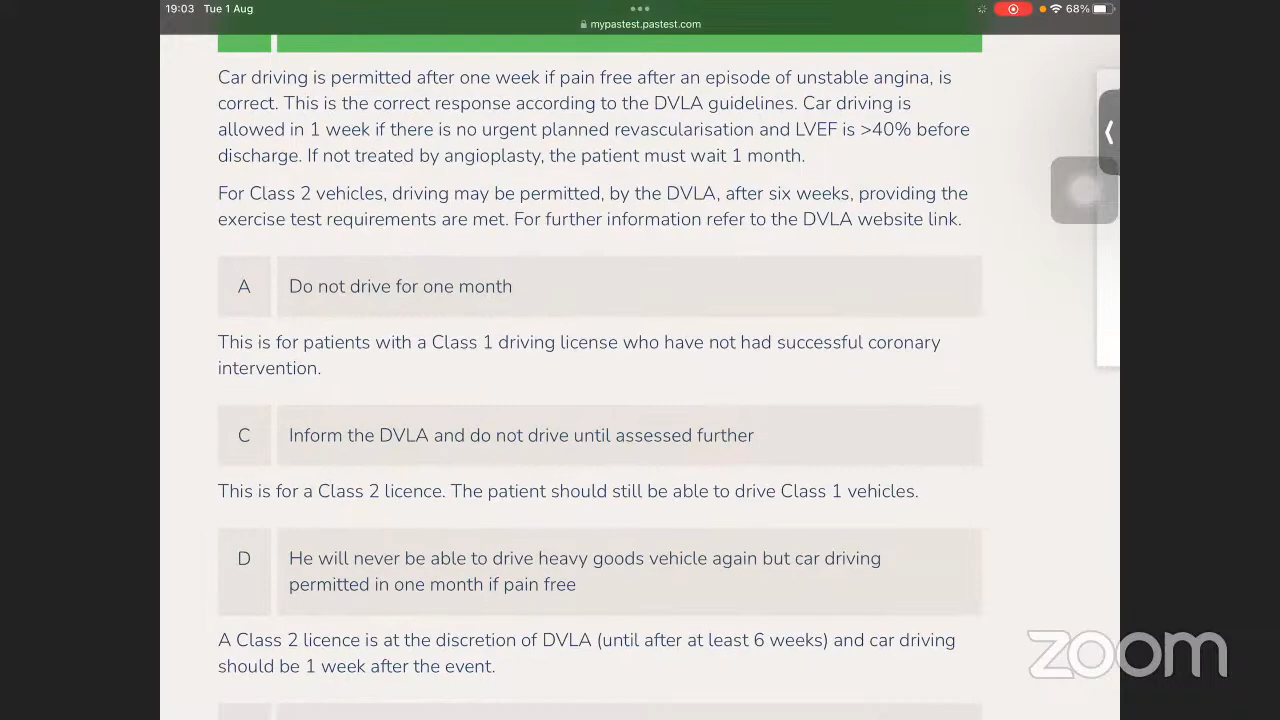 19:03 Tue 1 Aug
68%
mypastest.pastest.com
Car driving is permitted after one week if pain free after an episode of unstable angina, is
correct. This is the correct response according to the DVLA guidelines. Car driving is
allowed in 1 week if there is no urgent planned revascularisation and LVEF is >40% before
discharge. If not treated by angioplasty, the patient must wait 1 month.
For Class 2 vehicles, driving may be permitted, by the DVLA, after six weeks, providing the
exercise test requirements are met. For further information refer to the DVLA website link.
A Do not drive for one month
This is for patients with a Class 1 driving license who have not had successful coronary
intervention.
C Inform the DVLA and do not drive until assessed further
This is for a Class 2 licence. The patient should still be able to drive Class 1 vehicles.
D He will never be able to drive heavy goods vehicle again but car driving
permitted in one month if pain free
A Class 2 licence is at the discretion of DVLA (until after at least 6 weeks) and car driving
should be 1 week after the event.
zoom